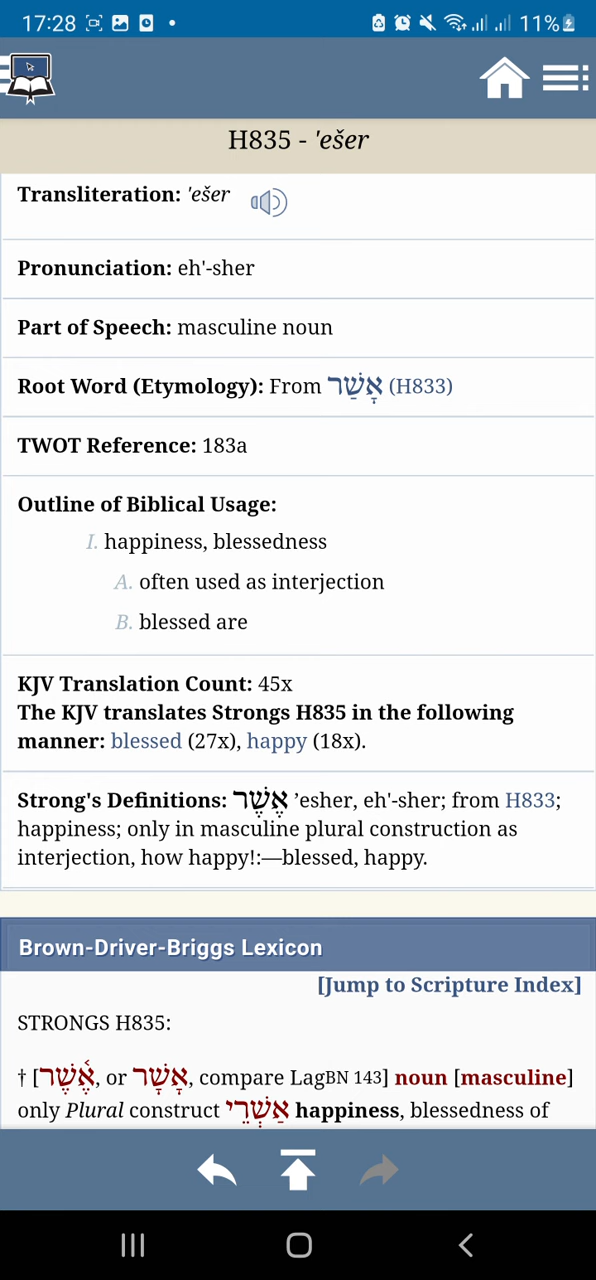 17:28 11%
H835 - 'ešer
Transliteration: 'ešer
Pronunciation: eh'-sher
Part of Speech: masculine noun
Root Word (Etymology): From אָשַׁר (H833)
TWOT Reference: 183a
Outline of Biblical Usage:
I. happiness, blessedness
A. often used as interjection
B. blessed are
KJV Translation Count: 45x
The KJV translates Strongs H835 in the following
manner: blessed (27x), happy (18x).
Strong's Definitions: אֶשֶׁר ʼesher, eh'-sher; from H833;
happiness; only in masculine plural construction as
interjection, how happy!:—blessed, happy.
Brown-Driver-Briggs Lexicon
[Jump to Scripture Index]
STRONGS H835:
† [אֶ֫שֶׁר, or אָשָׁר, compare LagBN 143] noun [masculine]
only Plural construct אַשְׁרֵי happiness, blessedness of